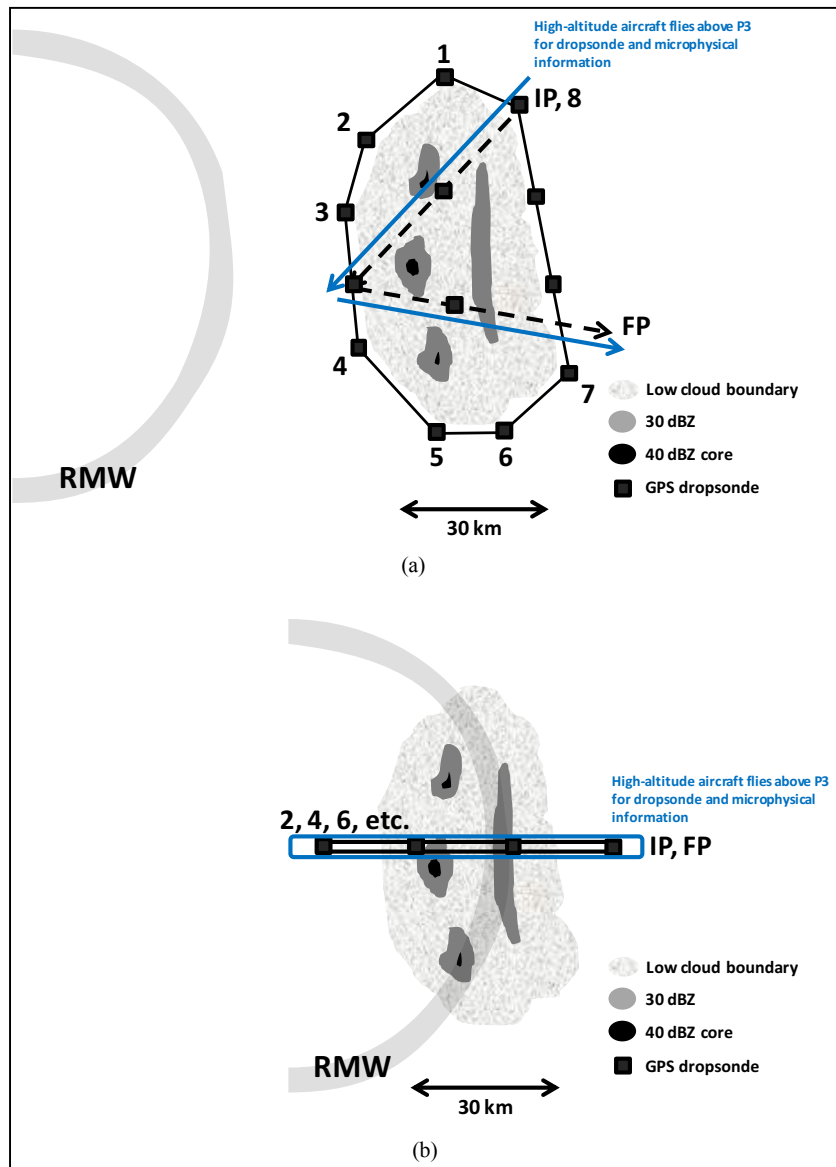 High-altitude aircraft flies above P3
for dropsonde and microphysical
information
1
IP, 8
2
3
FP
4
7
Low cloud boundary
30 dBZ
RMW
40 dBZ core
5
6
GPS dropsonde
30 km
(a)
High-altitude aircraft flies above P3
for dropsonde and microphysical
information
2, 4, 6, etc.
IP, FP
Low cloud boundary
30 dBZ
40 dBZ core
RMW
GPS dropsonde
30 km
(b)